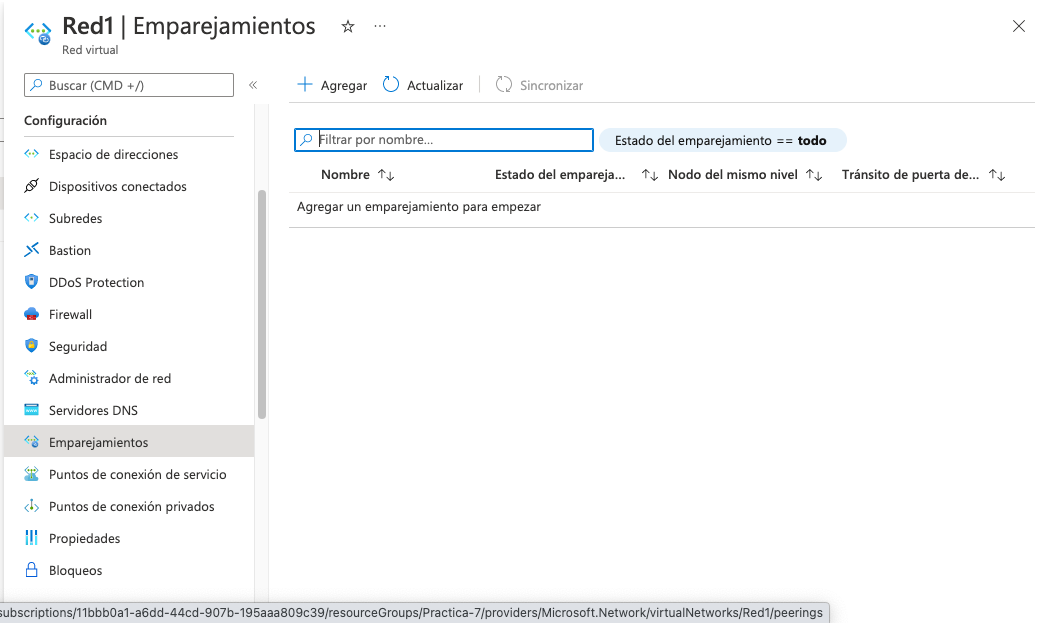 Red1 | Emparejamientos
Red virtual
Buscar (CMD +/)
Configuración
Espacio de direcciones
Dispositivos conectados
Subredes
Bastion
DDoS Protection
Firewall
Seguridad
Administrador de red
Servidores DNS
Emparejamientos
Puntos de conexión de servicio
Puntos de conexión privados
Propiedades
Bloqueos
Agregar Actualizar Sincronizar
Filtrar por nombre... Estado del emparejamiento == todo
Nombre Estado del empareja... Nodo del mismo nivel Tránsito de puerta de...
Agregar un emparejamiento para empezar
subscriptions/11bbb0a1-a6dd-44cd-907b-195aaa809c39/resourceGroups/Practica-7/providers/Microsoft.Network/virtualNetworks/Red1/peerings